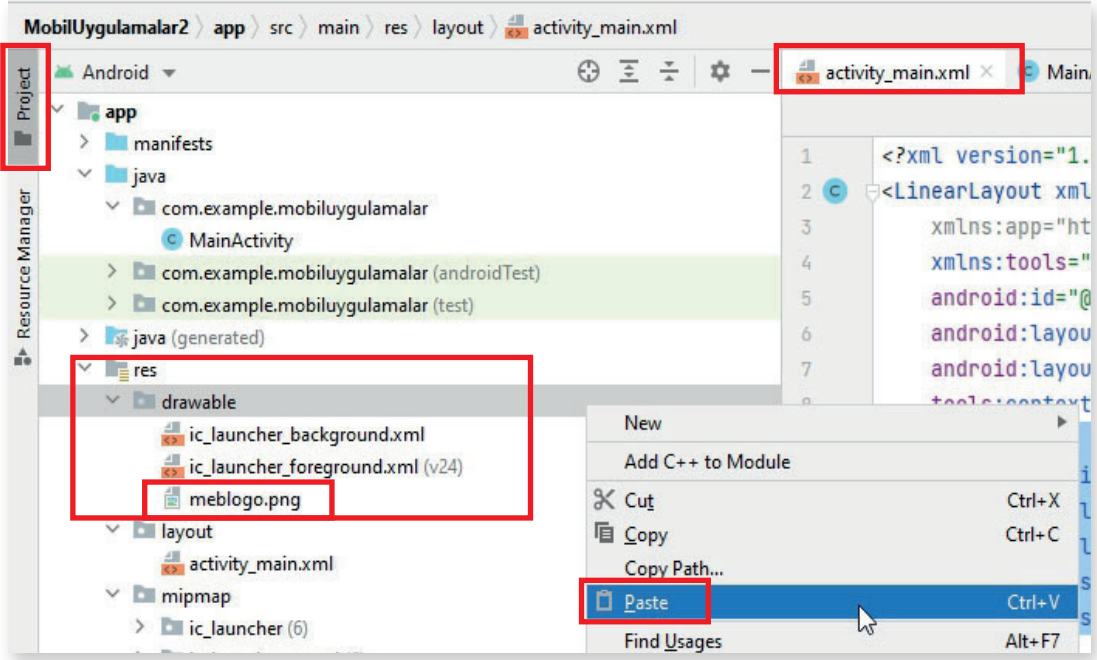 MobilUygulamalar2 > app > src > main > res > layout > activity_main.xml
Project
Resource Manager
Android
app
manifests
java
com.example.mobiluygulamalar
MainActivity
com.example.mobiluygulamalar (androidTest)
com.example.mobiluygulamalar (test)
java (generated)
res
drawable
ic_launcher_background.xml
ic_launcher_foreground.xml (v24)
meblogo.png
layout
activity_main.xml
mipmap
ic_launcher (6)
activity_main.xml
Main
1 <?xml version="1.
2 <LinearLayout xml
3 xmlns:app="ht
4 xmlns:tools="
5 android:id="@
6 android:layou
7 android:layou
tools:context
New
Add C++ to Module
Cut Ctrl+X
Copy Ctrl+C
Copy Path...
Paste Ctrl+V
Find Usages Alt+F7